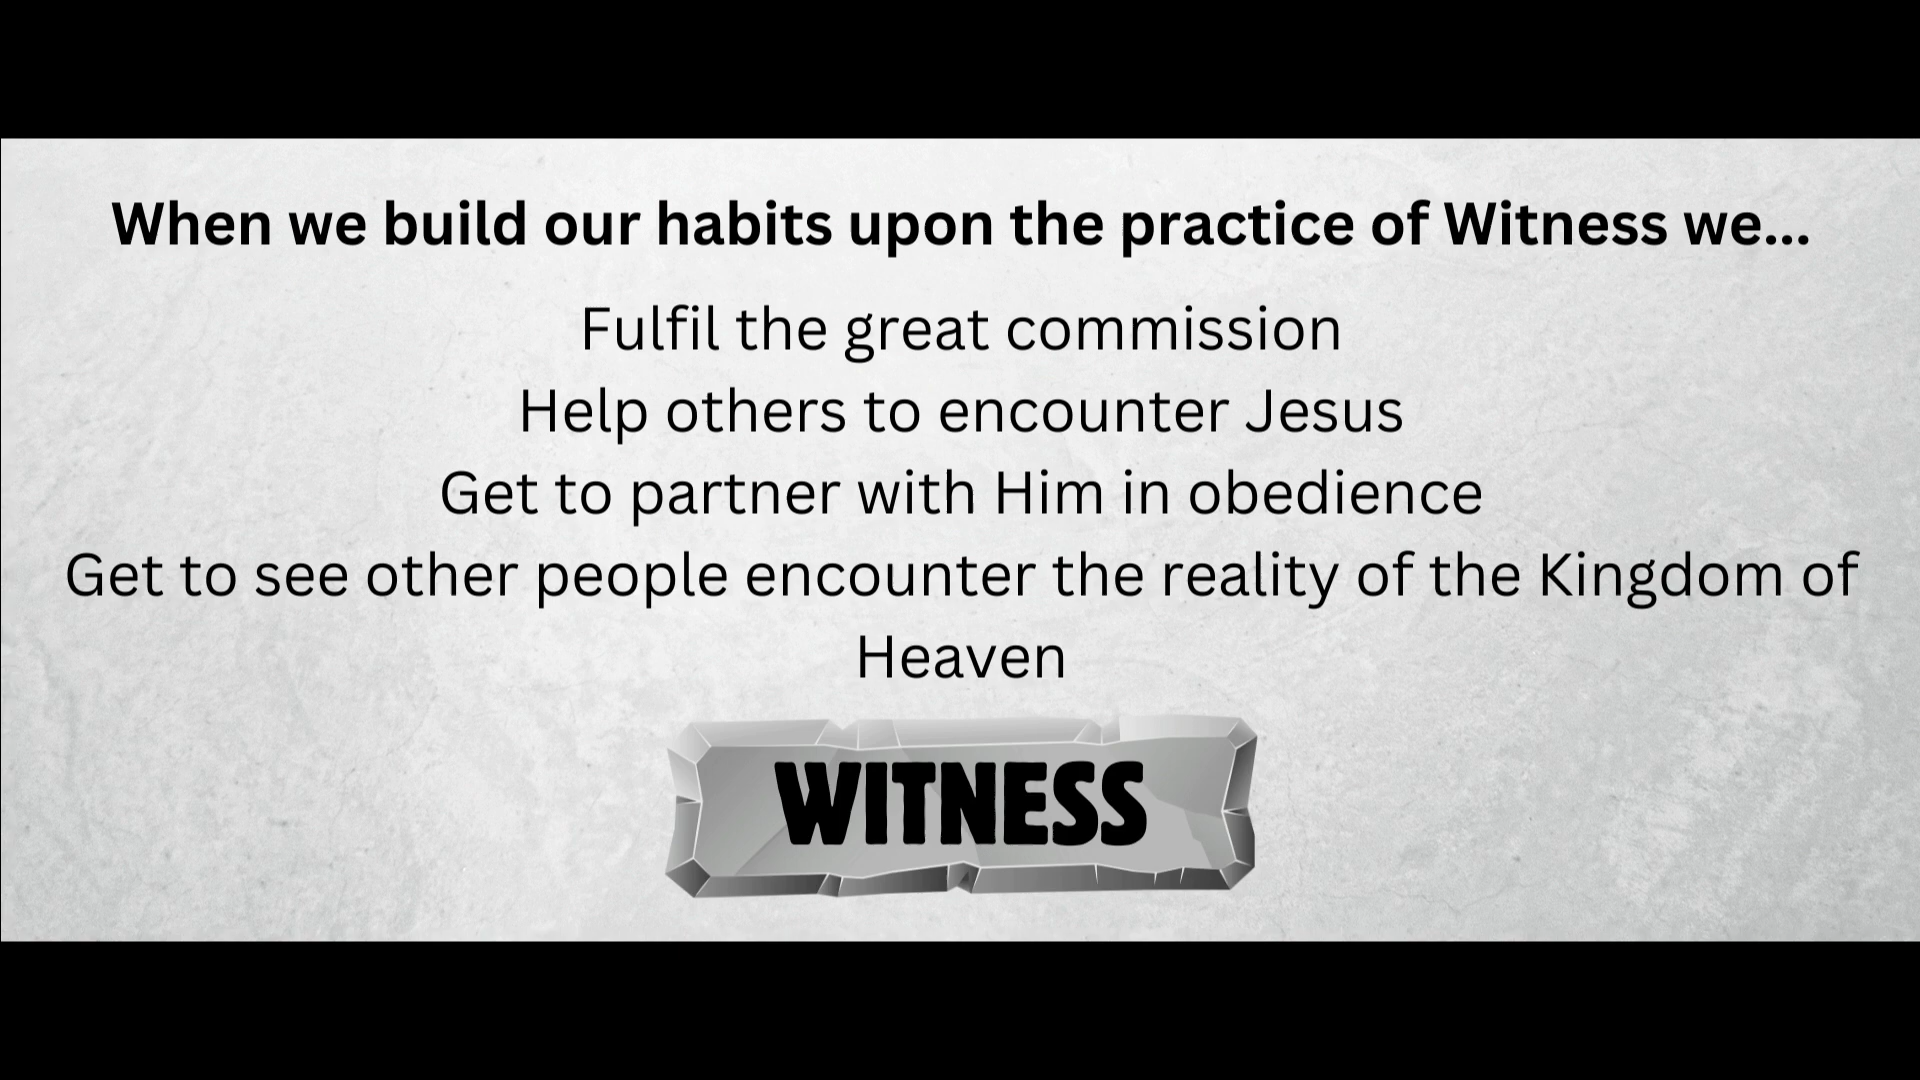 When we build our habits upon the practice of Witness we...
Fulfil the great commission
Help others to encounter Jesus
Get to partner with Him in obedience
Get to see other people encounter the reality of the Kingdom of
Heaven
WITNESS